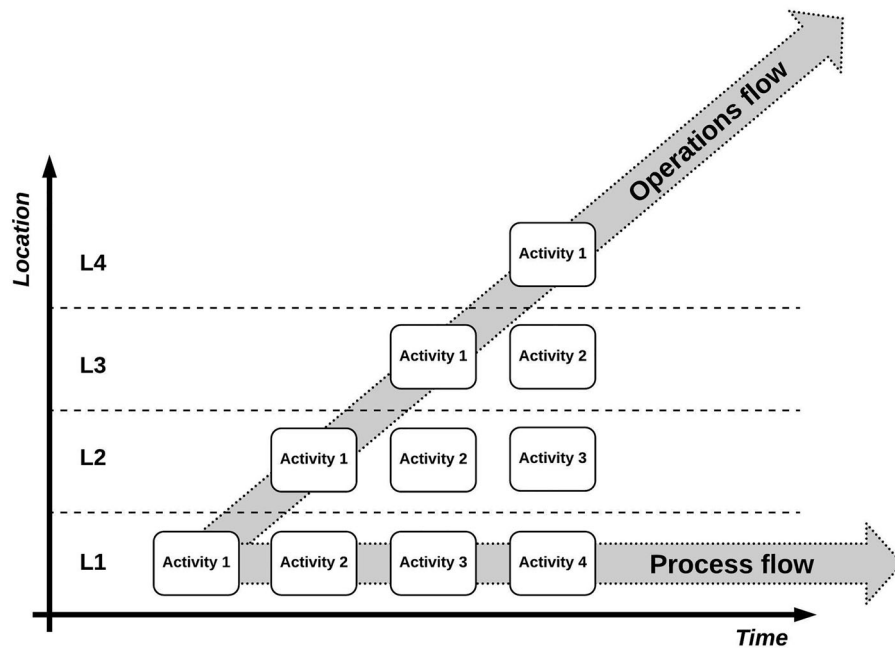 Operations flow
Location
L4
Activity 1
L3
Activity 1
Activity 2
L2
Activity 1
Activity 2
Activity 3
L1
Activity 1
Activity 2
Activity 3
Activity 4
Process flow
Time